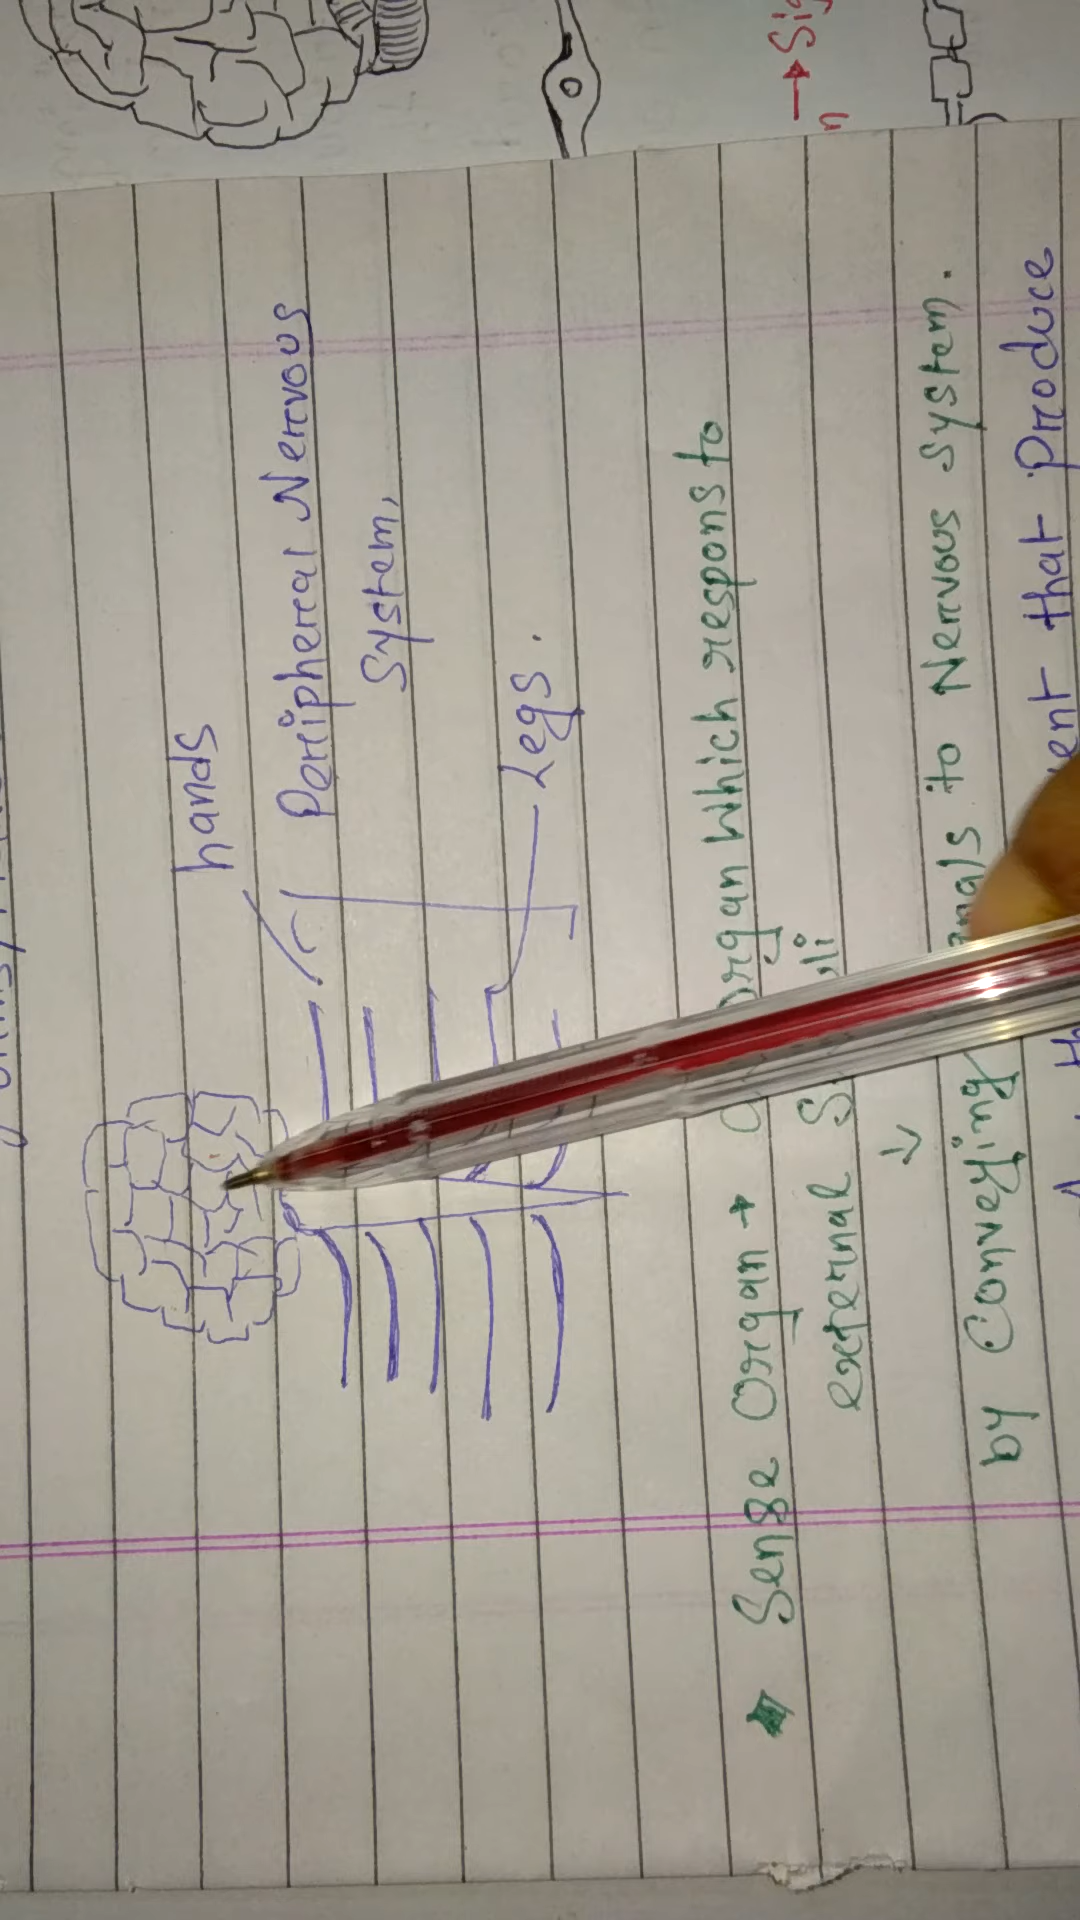 hands
Peripheral Nervous
System,
Legs.
Sense Organ → organ which respons to
external
by Conveying to Nervous System.
that Produce